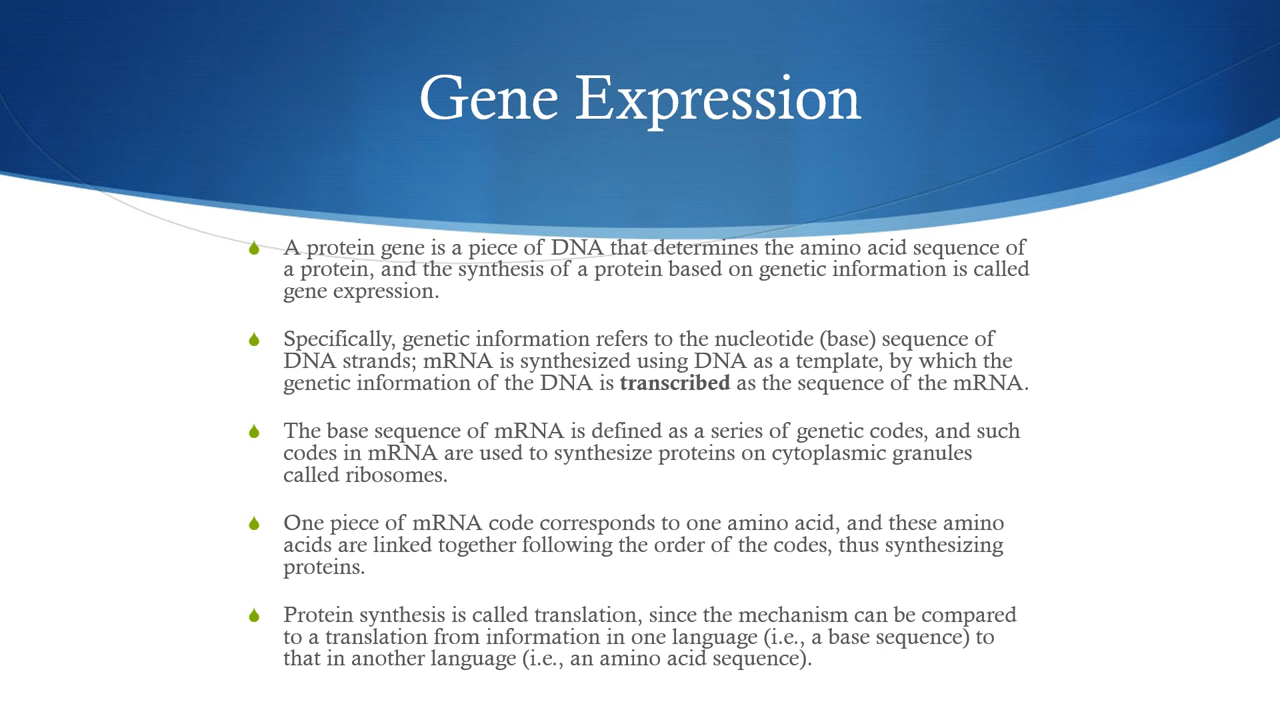 Gene Expression
A protein gene is a piece of DNA that determines the amino acid sequence of
a protein, and the synthesis of a protein based on genetic information is called
gene expression.
Specifically, genetic information refers to the nucleotide (base) sequence of
DNA strands; mRNA is synthesized using DNA as a template, by which the
genetic information of the DNA is transcribed as the sequence of the mRNA.
The base sequence of mRNA is defined as a series of genetic codes, and such
codes in mRNA are used to synthesize proteins on cytoplasmic granules
called ribosomes.
One piece of mRNA code corresponds to one amino acid, and these amino
acids are linked together following the order of the codes, thus synthesizing
proteins.
Protein synthesis is called translation, since the mechanism can be compared
to a translation from information in one language (i.e., a base sequence) to
that in another language (i.e., an amino acid sequence).